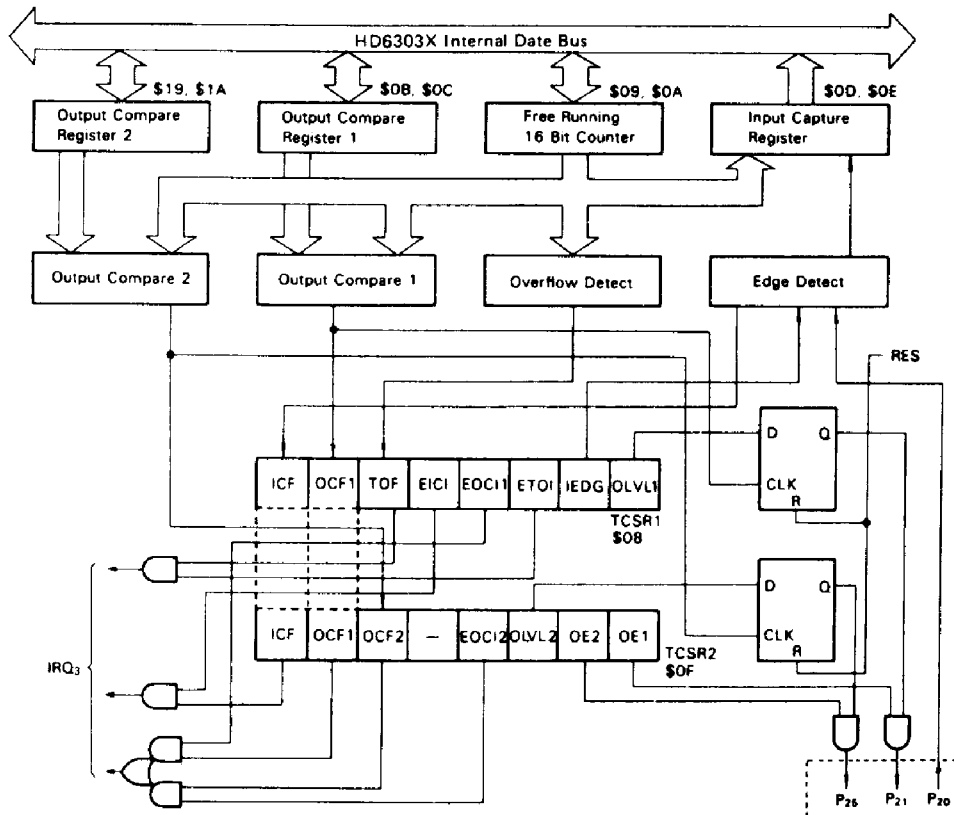 HD6303X Internal Date Bus
$19, $1A
$0B, $0C
$09, $0A
$0D, $0E
Output Compare
Register 2
Output Compare
Register 1
Free Running
16 Bit Counter
Input Capture
Register
Output Compare 2
Output Compare 1
Overflow Detect
Edge Detect
RES
D Q
CLK
R
ICF OCF1 TOF EICI EOCI1 ETOI IEDG OLVL1
TCSR1
$08
D Q
CLK
R
ICF OCF1 OCF2 — EOCI2 OLVL2 OE2 OE1
TCSR2
$0F
IRQ₃
P₂₅ P₂₁ P₂₀